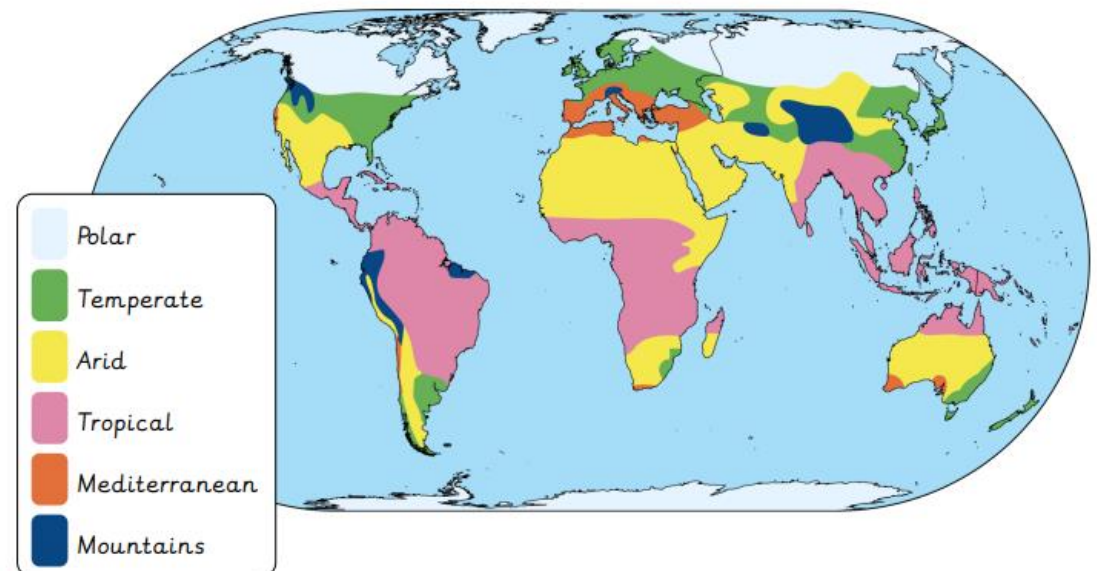 Polar
Temperate
Arid
Tropical
Mediterranean
Mountains